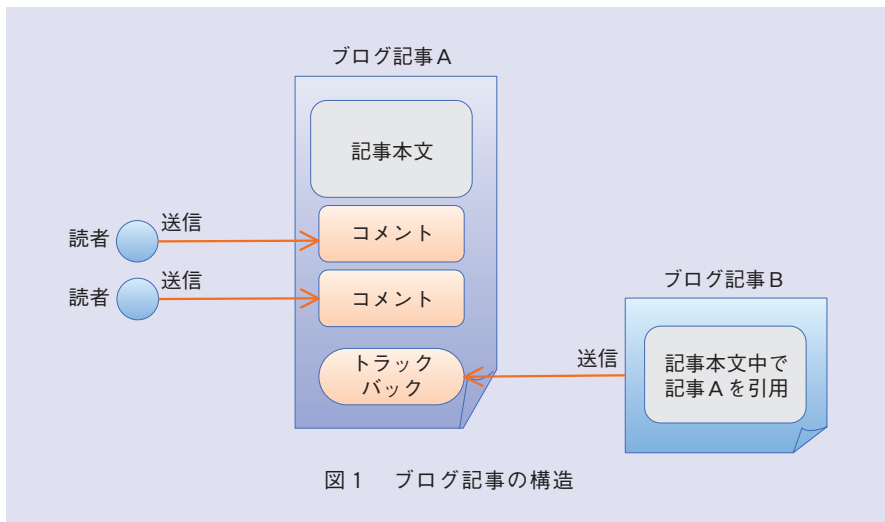 ブログ記事A
記事本文
読者
送信
コメント
読者
送信
コメント
トラック
バック
送信
ブログ記事B
記事本文中で
記事Aを引用
図1 ブログ記事の構造